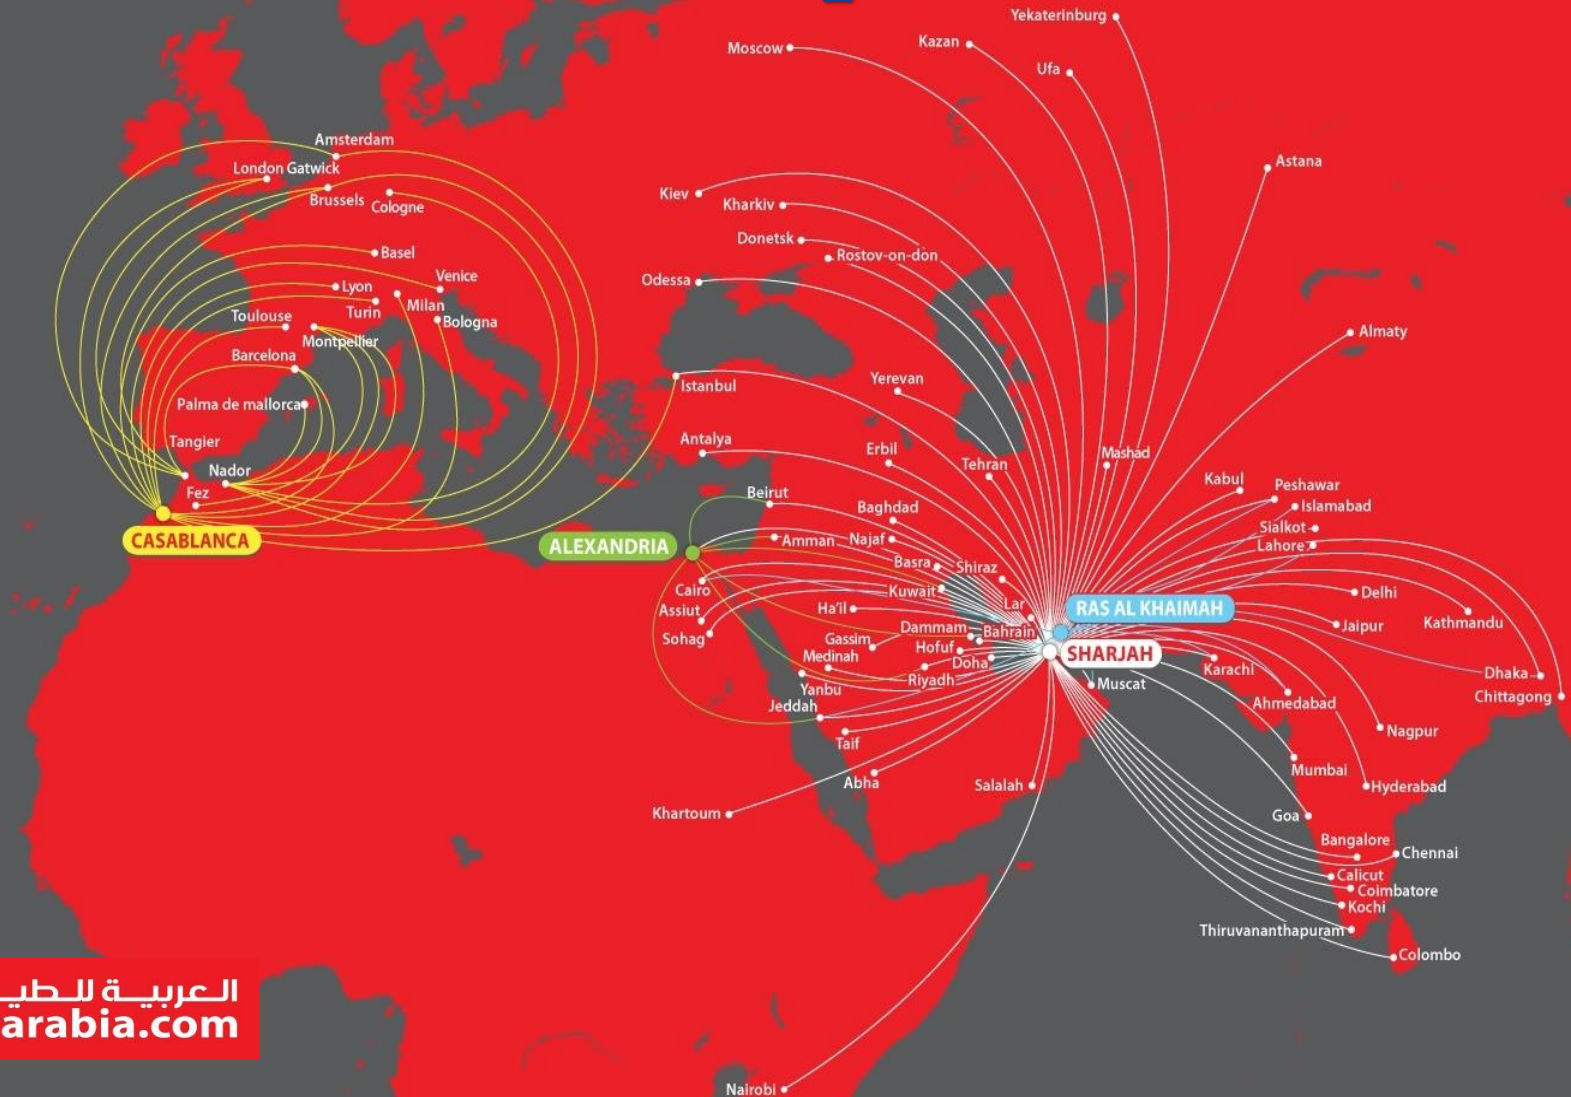 Yekaterinburg
Moscow
Kazan
Ufa
Amsterdam
London Gatwick
Brussels
Cologne
Astana
Kiev
Kharkiv
Donetsk
Rostov-on-don
Basel
Venice
Odessa
Lyon
Milan
Turin
Toulouse
Bologna
Montpellier
Almaty
Barcelona
Istanbul
Yerevan
Palma de mallorca
Tangier
Antalya
Erbil
Tehran
Mashad
Nador
Fez
Kabul
Peshawar
Beirut
Baghdad
Islamabad
Sialkot
CASABLANCA
ALEXANDRIA
Amman
Najaf
Lahore
Basra
Shiraz
Cairo
Kuwait
Delhi
Assiut
Ha'il
Lar
RAS AL KHAIMAH
Kathmandu
Jaipur
Sohag
Gassim
Dammam
Bahrain
Hofuf
Medinah
Doha
SHARJAH
Karachi
Riyadh
Dhaka
Yanbu
Muscat
Chittagong
Jeddah
Ahmedabad
Taif
Nagpur
Abha
Salalah
Mumbai
Hyderabad
Khartoum
Goa
Bangalore
Chennai
Calicut
Coimbatore
Kochi
Thiruvananthapuram
Colombo
العربية للطيـ
arabia.com
Nairobi